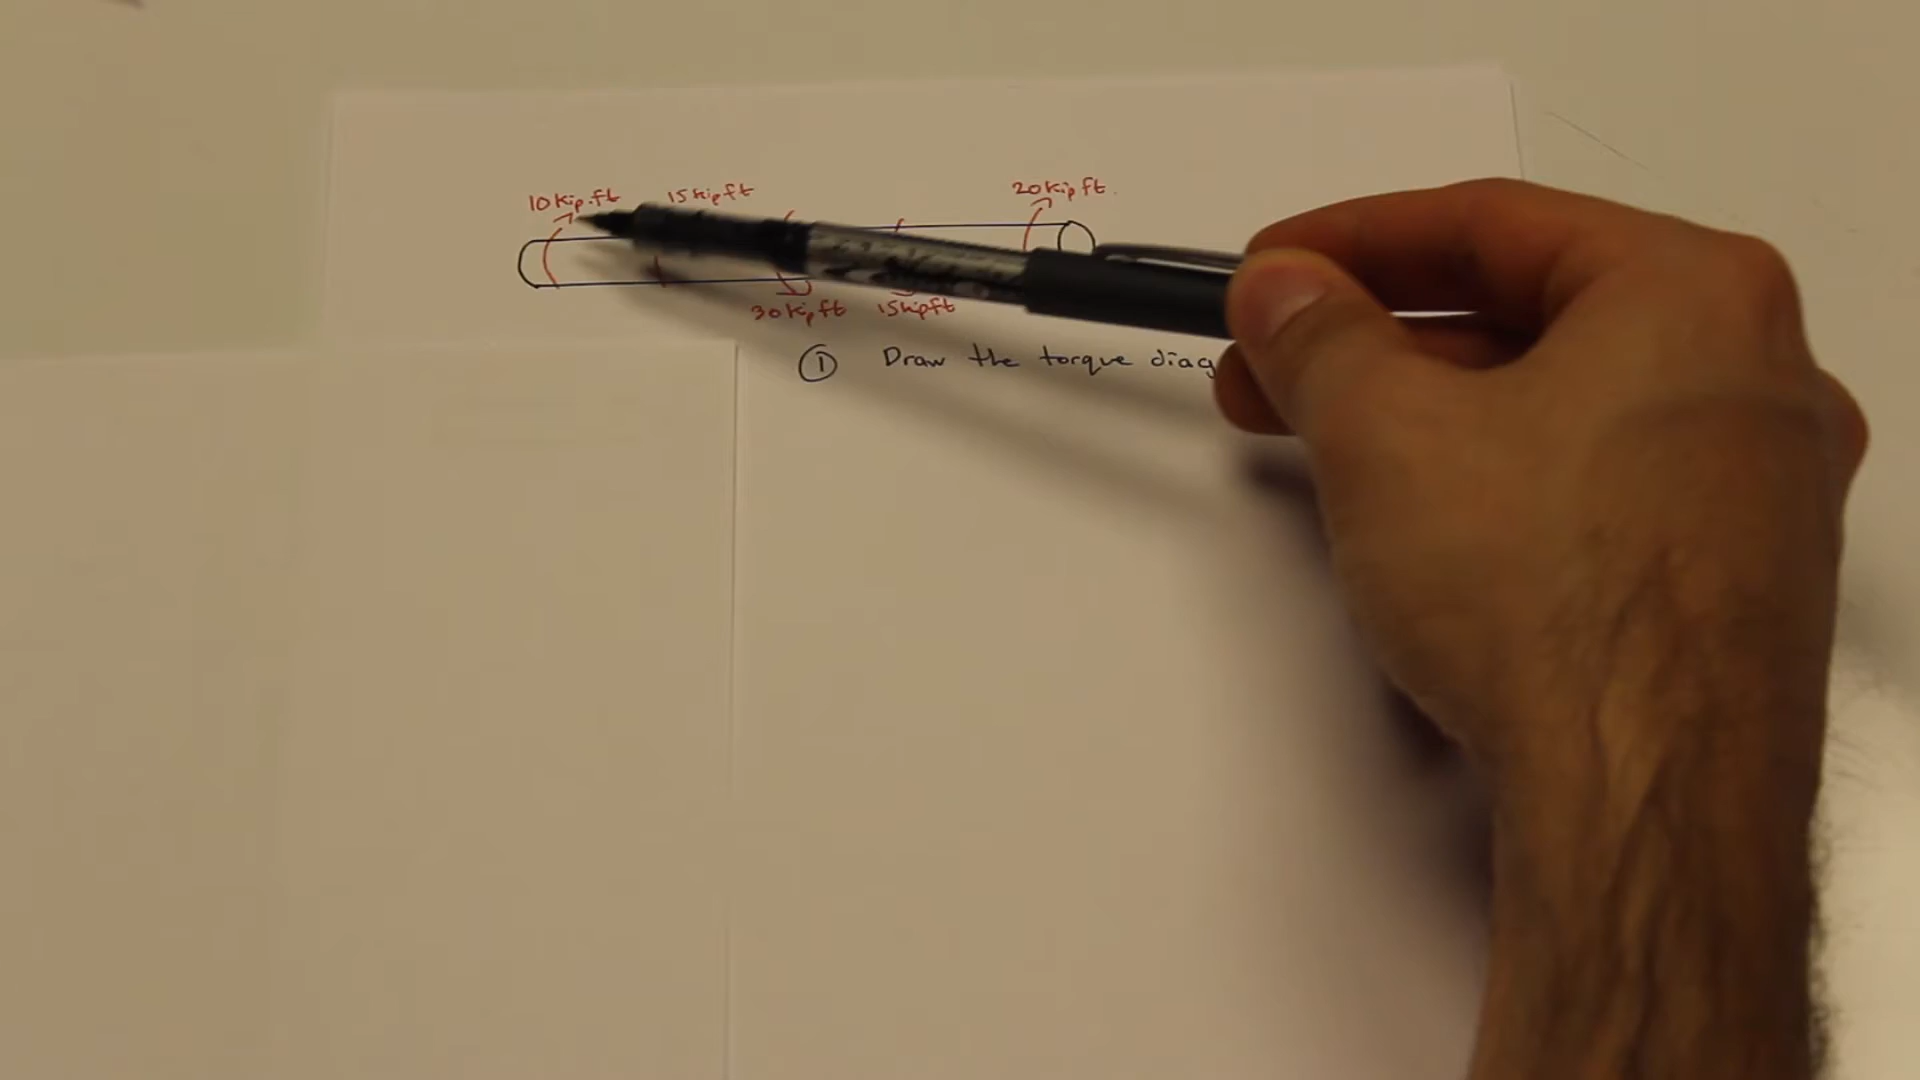 10 kip.ft 15 kip ft 20 kip ft
30 kip ft 15 kip ft
① Draw the torque diag